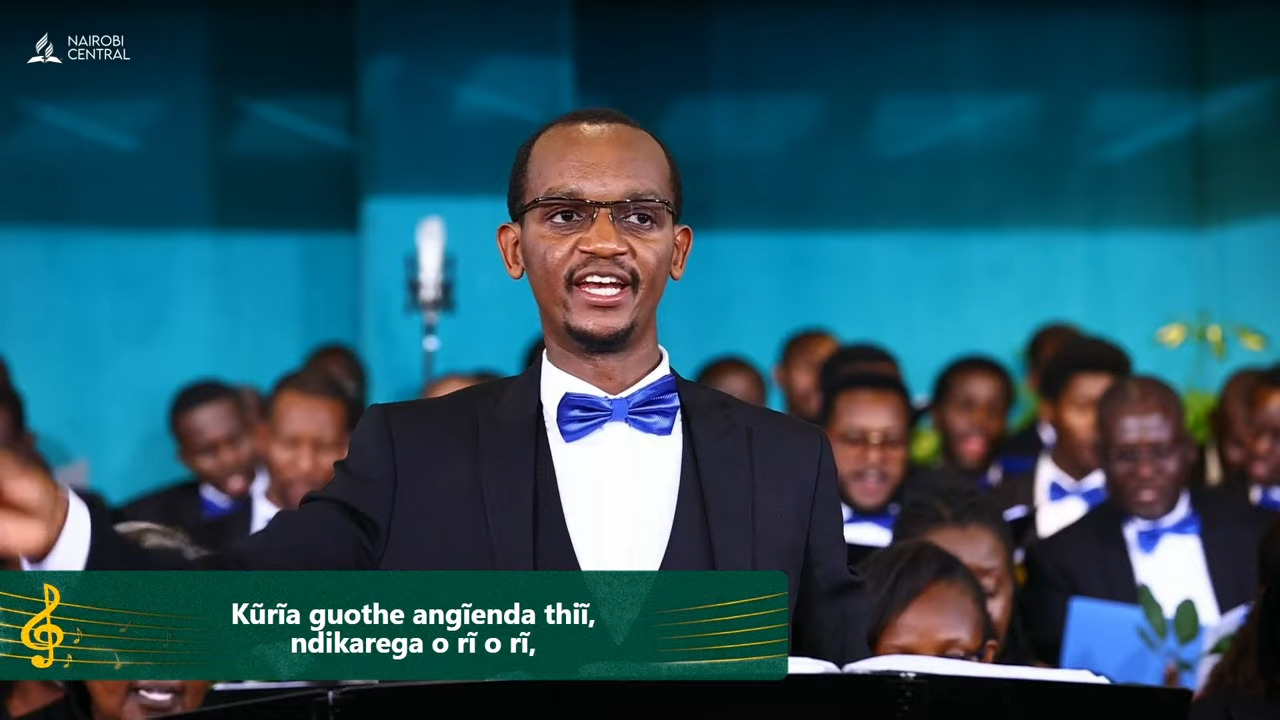 NAIROBI
CENTRAL
Kũrĩa guothe angĩenda thiĩ,
ndikarega o rĩ o rĩ,